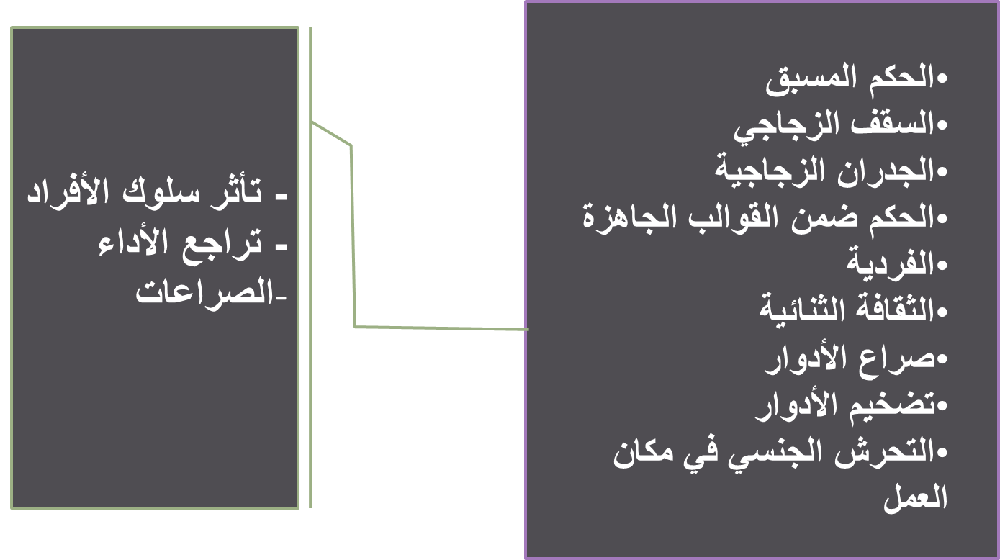 •الحكم المسبق
•السقف الزجاجي
•الجدران الزجاجية
•الحكم ضمن القوالب الجاهزة
•الفردية
•الثقافة الثنائية
•صراع الأدوار
•تضخيم الأدوار
•التحرش الجنسي في مكان
العمل
- تأثر سلوك الأفراد
- تراجع الأداء
-الصراعات